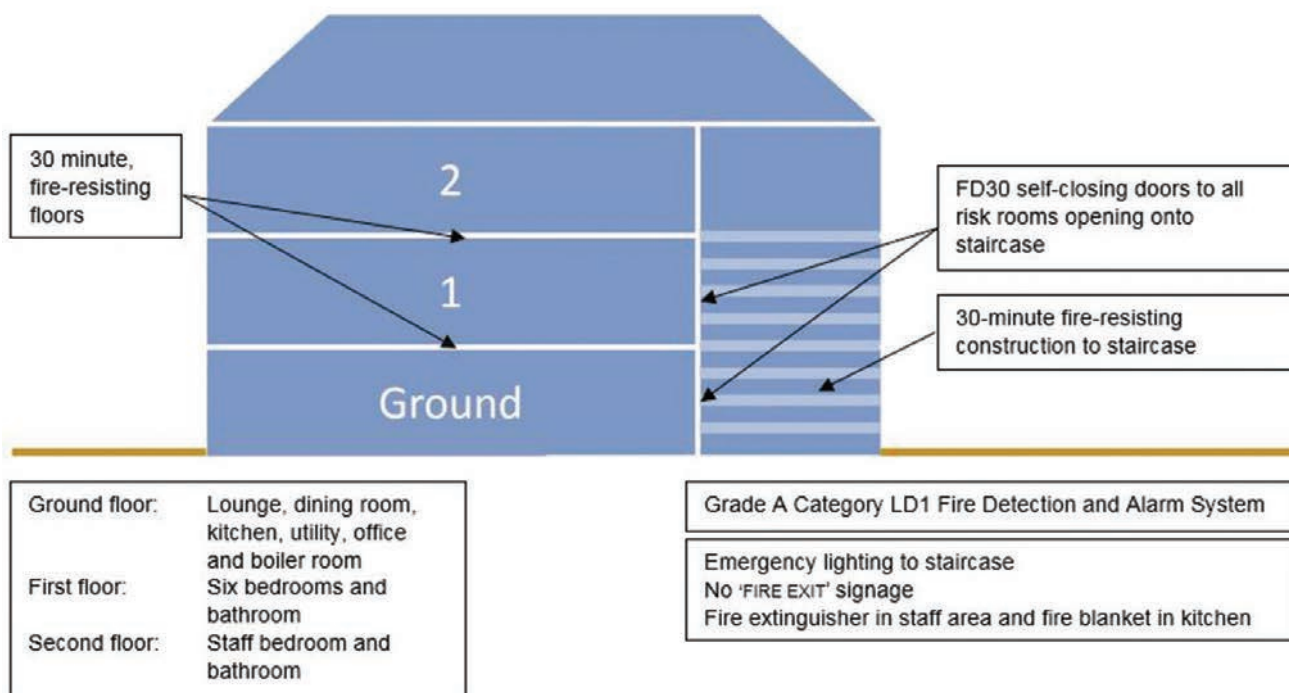 30 minute,
fire-resisting
floors
2
1
Ground
FD30 self-closing doors to all
risk rooms opening onto
staircase
30-minute fire-resisting
construction to staircase
Ground floor: Lounge, dining room,
kitchen, utility, office
and boiler room
First floor: Six bedrooms and
bathroom
Second floor: Staff bedroom and
bathroom
Grade A Category LD1 Fire Detection and Alarm System
Emergency lighting to staircase
No ‘FIRE EXIT’ signage
Fire extinguisher in staff area and fire blanket in kitchen